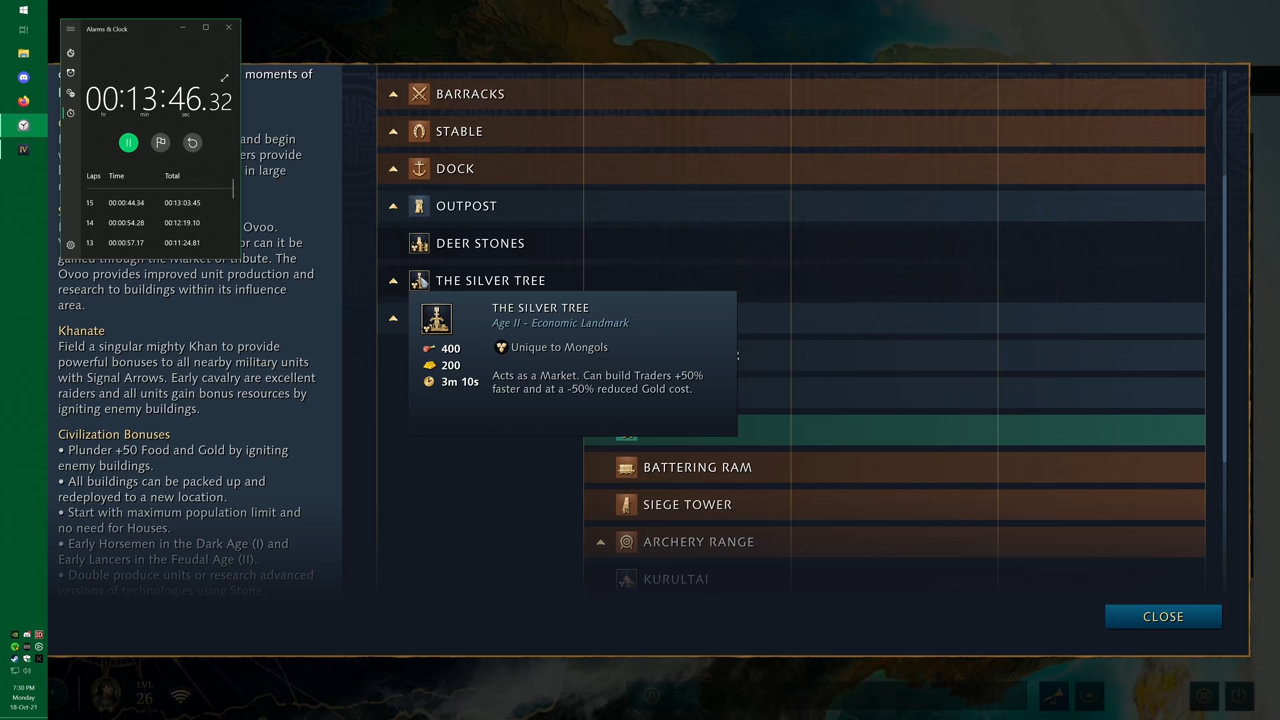 Alarms & Clock
00:13:46.32
hr min sec
Laps Time Total
15 00:00:44.34 00:13:03.45
14 00:00:54.28 00:12:19.10
13 00:00:57.17 00:11:24.81
moments of
and begin
ers provide
in large
Ovoo.
or can it be
gained through the Market or tribute. The
Ovoo provides improved unit production and
research to buildings within its influence
area.
Khanate
Field a singular mighty Khan to provide
powerful bonuses to all nearby military units
with Signal Arrows. Early cavalry are excellent
raiders and all units gain bonus resources by
igniting enemy buildings.
Civilization Bonuses
• Plunder +50 Food and Gold by igniting
enemy buildings.
• All buildings can be packed up and
redeployed to a new location.
• Start with maximum population limit and
no need for Houses.
• Early Horsemen in the Dark Age (I) and
Early Lancers in the Feudal Age (II).
• Double produce units or research advanced
versions of technologies using Stone
BARRACKS
STABLE
DOCK
OUTPOST
DEER STONES
THE SILVER TREE
THE SILVER TREE
Age II - Economic Landmark
400
200
3m 10s
Unique to Mongols
Acts as a Market. Can build Traders +50%
faster and at a -50% reduced Gold cost.
BATTERING RAM
SIEGE TOWER
ARCHERY RANGE
KURULTAI
CLOSE
LVL
26
IV
7:30 PM
Monday
18-Oct-21